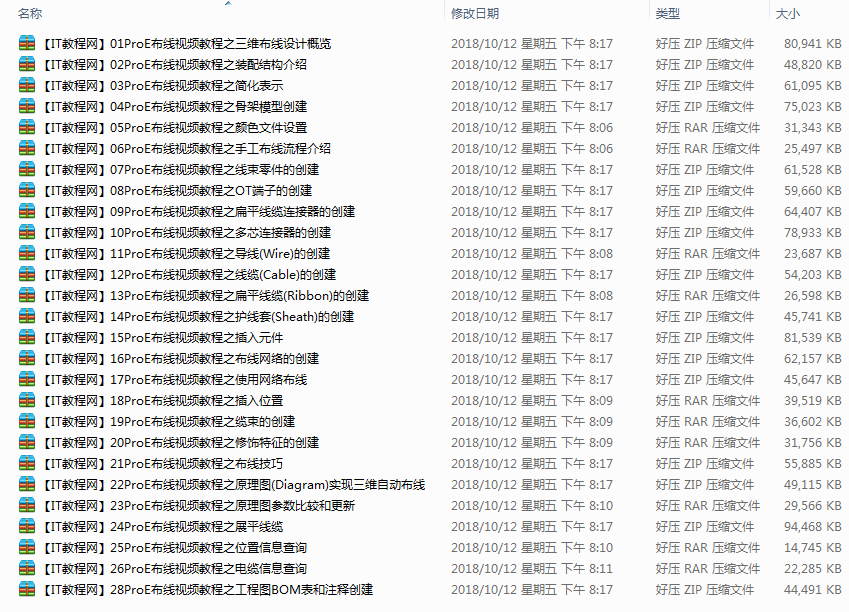 名称 修改日期 类型 大小
【IT教程网】01ProE布线视频教程之三维布线设计概览 2018/10/12 星期五 下午 8:17 好压 ZIP 压缩文件 80,941 KB
【IT教程网】02ProE布线视频教程之装配结构介绍 2018/10/12 星期五 下午 8:17 好压 ZIP 压缩文件 48,820 KB
【IT教程网】03ProE布线视频教程之简化表示 2018/10/12 星期五 下午 8:17 好压 ZIP 压缩文件 61,095 KB
【IT教程网】04ProE布线视频教程之骨架模型创建 2018/10/12 星期五 下午 8:17 好压 ZIP 压缩文件 75,023 KB
【IT教程网】05ProE布线视频教程之颜色文件设置 2018/10/12 星期五 下午 8:06 好压 RAR 压缩文件 31,343 KB
【IT教程网】06ProE布线视频教程之手工布线流程介绍 2018/10/12 星期五 下午 8:06 好压 RAR 压缩文件 25,497 KB
【IT教程网】07ProE布线视频教程之线束零件的创建 2018/10/12 星期五 下午 8:17 好压 ZIP 压缩文件 61,528 KB
【IT教程网】08ProE布线视频教程之OT端子的创建 2018/10/12 星期五 下午 8:17 好压 ZIP 压缩文件 59,660 KB
【IT教程网】09ProE布线视频教程之扁平线缆连接器的创建 2018/10/12 星期五 下午 8:17 好压 ZIP 压缩文件 64,407 KB
【IT教程网】10ProE布线视频教程之多芯连接器的创建 2018/10/12 星期五 下午 8:17 好压 ZIP 压缩文件 78,933 KB
【IT教程网】11ProE布线视频教程之导线(Wire)的创建 2018/10/12 星期五 下午 8:08 好压 RAR 压缩文件 23,687 KB
【IT教程网】12ProE布线视频教程之线缆(Cable)的创建 2018/10/12 星期五 下午 8:17 好压 ZIP 压缩文件 54,203 KB
【IT教程网】13ProE布线视频教程之扁平线缆(Ribbon)的创建 2018/10/12 星期五 下午 8:08 好压 RAR 压缩文件 26,598 KB
【IT教程网】14ProE布线视频教程之护线套(Sheath)的创建 2018/10/12 星期五 下午 8:17 好压 ZIP 压缩文件 45,741 KB
【IT教程网】15ProE布线视频教程之插入元件 2018/10/12 星期五 下午 8:17 好压 ZIP 压缩文件 81,539 KB
【IT教程网】16ProE布线视频教程之布线网络的创建 2018/10/12 星期五 下午 8:17 好压 ZIP 压缩文件 62,157 KB
【IT教程网】17ProE布线视频教程之使用网络布线 2018/10/12 星期五 下午 8:17 好压 ZIP 压缩文件 45,647 KB
【IT教程网】18ProE布线视频教程之插入位置 2018/10/12 星期五 下午 8:09 好压 RAR 压缩文件 39,519 KB
【IT教程网】19ProE布线视频教程之缆束的创建 2018/10/12 星期五 下午 8:09 好压 RAR 压缩文件 36,602 KB
【IT教程网】20ProE布线视频教程之修饰特征的创建 2018/10/12 星期五 下午 8:09 好压 RAR 压缩文件 31,756 KB
【IT教程网】21ProE布线视频教程之布线技巧 2018/10/12 星期五 下午 8:17 好压 ZIP 压缩文件 55,885 KB
【IT教程网】22ProE布线视频教程之原理图(Diagram)实现三维自动布线 2018/10/12 星期五 下午 8:17 好压 ZIP 压缩文件 49,115 KB
【IT教程网】23ProE布线视频教程之原理图参数比较和更新 2018/10/12 星期五 下午 8:10 好压 RAR 压缩文件 29,566 KB
【IT教程网】24ProE布线视频教程之展平线缆 2018/10/12 星期五 下午 8:17 好压 ZIP 压缩文件 94,468 KB
【IT教程网】25ProE布线视频教程之位置信息查询 2018/10/12 星期五 下午 8:10 好压 RAR 压缩文件 14,745 KB
【IT教程网】26ProE布线视频教程之电缆信息查询 2018/10/12 星期五 下午 8:11 好压 RAR 压缩文件 22,285 KB
【IT教程网】28ProE布线视频教程之工程图BOM表和注释创建 2018/10/12 星期五 下午 8:17 好压 ZIP 压缩文件 44,491 KB